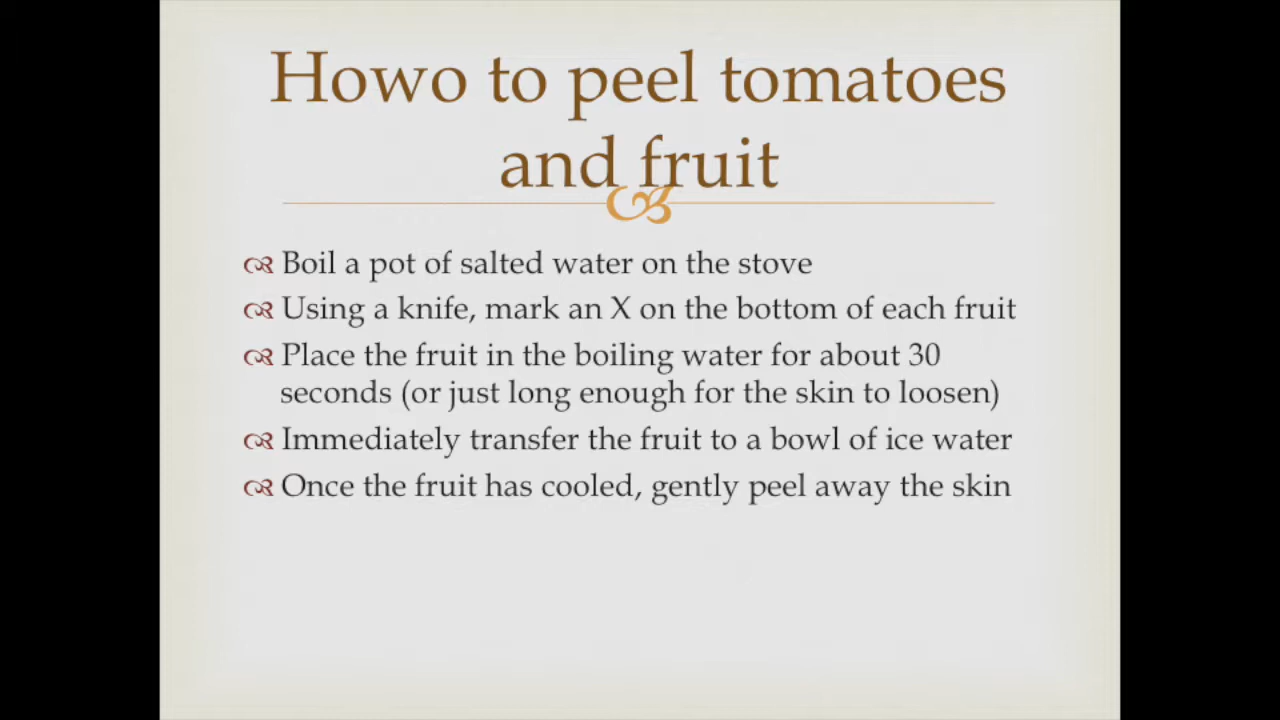 Howo to peel tomatoes
and fruit
Boil a pot of salted water on the stove
Using a knife, mark an X on the bottom of each fruit
Place the fruit in the boiling water for about 30
seconds (or just long enough for the skin to loosen)
Immediately transfer the fruit to a bowl of ice water
Once the fruit has cooled, gently peel away the skin